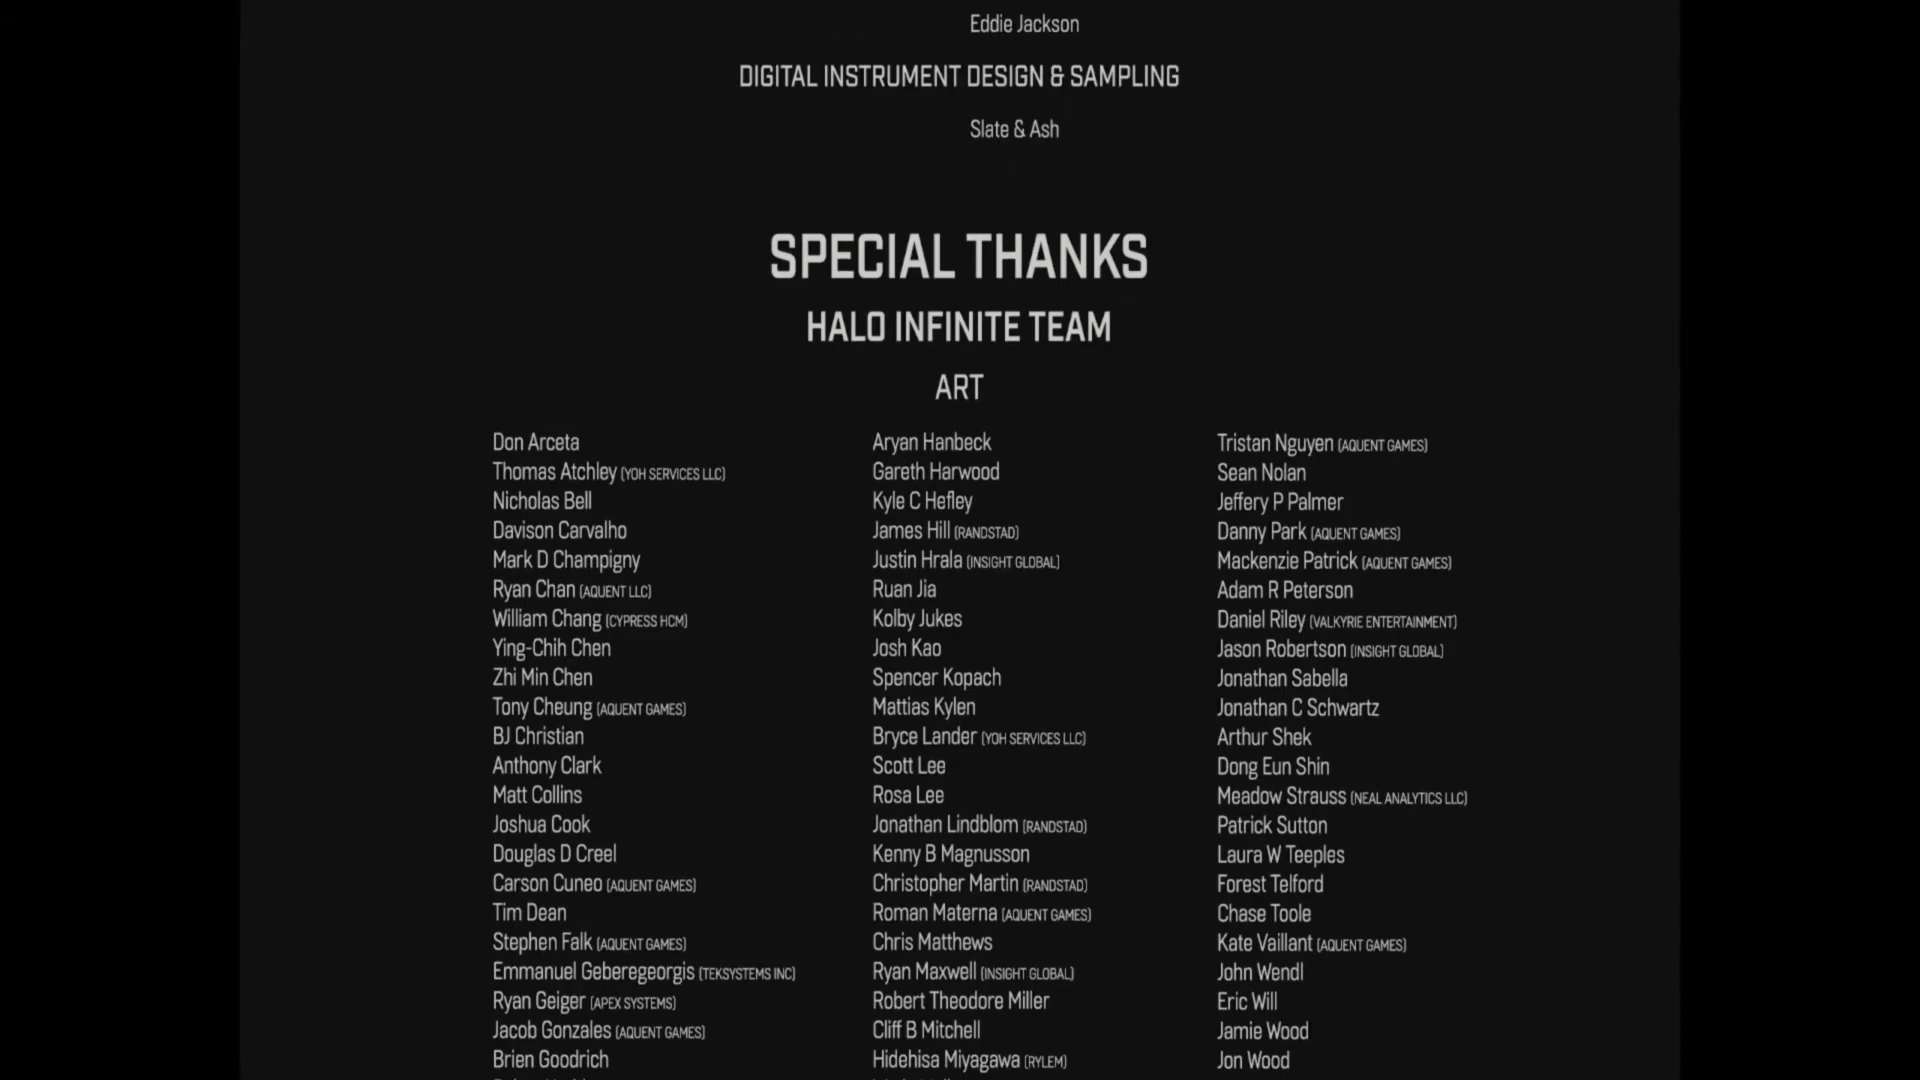 Eddie Jackson
DIGITAL INSTRUMENT DESIGN & SAMPLING
Slate & Ash
SPECIAL THANKS
HALO INFINITE TEAM
ART
Don Arceta
Thomas Atchley (YOH SERVICES LLC)
Nicholas Bell
Davison Carvalho
Mark D Champigny
Ryan Chan (AQUENT LLC)
William Chang (CYPRESS HCM)
Ying-Chih Chen
Zhi Min Chen
Tony Cheung (AQUENT GAMES)
BJ Christian
Anthony Clark
Matt Collins
Joshua Cook
Douglas D Creel
Carson Cuneo (AQUENT GAMES)
Tim Dean
Stephen Falk (AQUENT GAMES)
Emmanuel Geberegeorgis (TEKSYSTEMS INC)
Ryan Geiger (APEX SYSTEMS)
Jacob Gonzales (AQUENT GAMES)
Brien Goodrich
Aryan Hanbeck
Gareth Harwood
Kyle C Hefley
James Hill (RANDSTAD)
Justin Hrala (INSIGHT GLOBAL)
Ruan Jia
Kolby Jukes
Josh Kao
Spencer Kopach
Mattias Kylen
Bryce Lander (YOH SERVICES LLC)
Scott Lee
Rosa Lee
Jonathan Lindblom (RANDSTAD)
Kenny B Magnusson
Christopher Martin (RANDSTAD)
Roman Materna (AQUENT GAMES)
Chris Matthews
Ryan Maxwell (INSIGHT GLOBAL)
Robert Theodore Miller
Cliff B Mitchell
Hidehisa Miyagawa (RYLEM)
Tristan Nguyen (AQUENT GAMES)
Sean Nolan
Jeffery P Palmer
Danny Park (AQUENT GAMES)
Mackenzie Patrick (AQUENT GAMES)
Adam R Peterson
Daniel Riley (VALKYRIE ENTERTAINMENT)
Jason Robertson (INSIGHT GLOBAL)
Jonathan Sabella
Jonathan C Schwartz
Arthur Shek
Dong Eun Shin
Meadow Strauss (NEAL ANALYTICS LLC)
Patrick Sutton
Laura W Teeples
Forest Telford
Chase Toole
Kate Vaillant (AQUENT GAMES)
John Wendl
Eric Will
Jamie Wood
Jon Wood